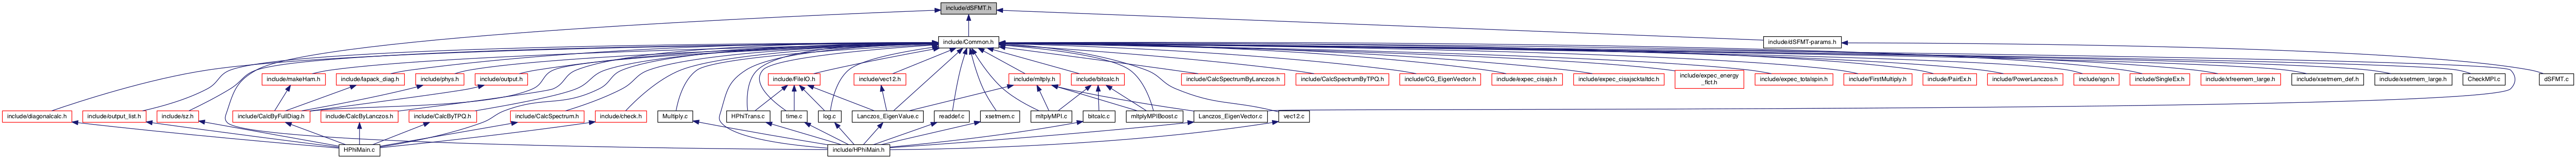 include/dSFMT.h
include/Common.h
include/dSFMT-params.h
include/makeHam.h
include/lapack_diag.h
include/phys.h
include/output.h
include/FileIO.h
include/vec12.h
include/mltply.h
include/bitcalc.h
include/CalcSpectrumByLanczos.h
include/CalcSpectrumByTPQ.h
include/CG_EigenVector.h
include/expec_cisajs.h
include/expec_cisajscktaltdc.h
include/expec_energy
_flct.h
include/expec_totalspin.h
include/FirstMultiply.h
include/PairEx.h
include/PowerLanczos.h
include/sgn.h
include/SingleEx.h
include/xfreemem_large.h
include/xsetmem_def.h
include/xsetmem_large.h
CheckMPI.c
dSFMT.c
include/diagonalcalc.h
include/output_list.h
include/sz.h
include/CalcByFullDiag.h
include/CalcByLanczos.h
include/CalcByTPQ.h
include/CalcSpectrum.h
include/check.h
Multiply.c
HPhiTrans.c
time.c
log.c
Lanczos_EigenValue.c
readdef.c
xsetmem.c
mltplyMPI.c
bitcalc.c
mltplyMPIBoost.c
Lanczos_EigenVector.c
vec12.c
HPhiMain.c
include/HPhiMain.h